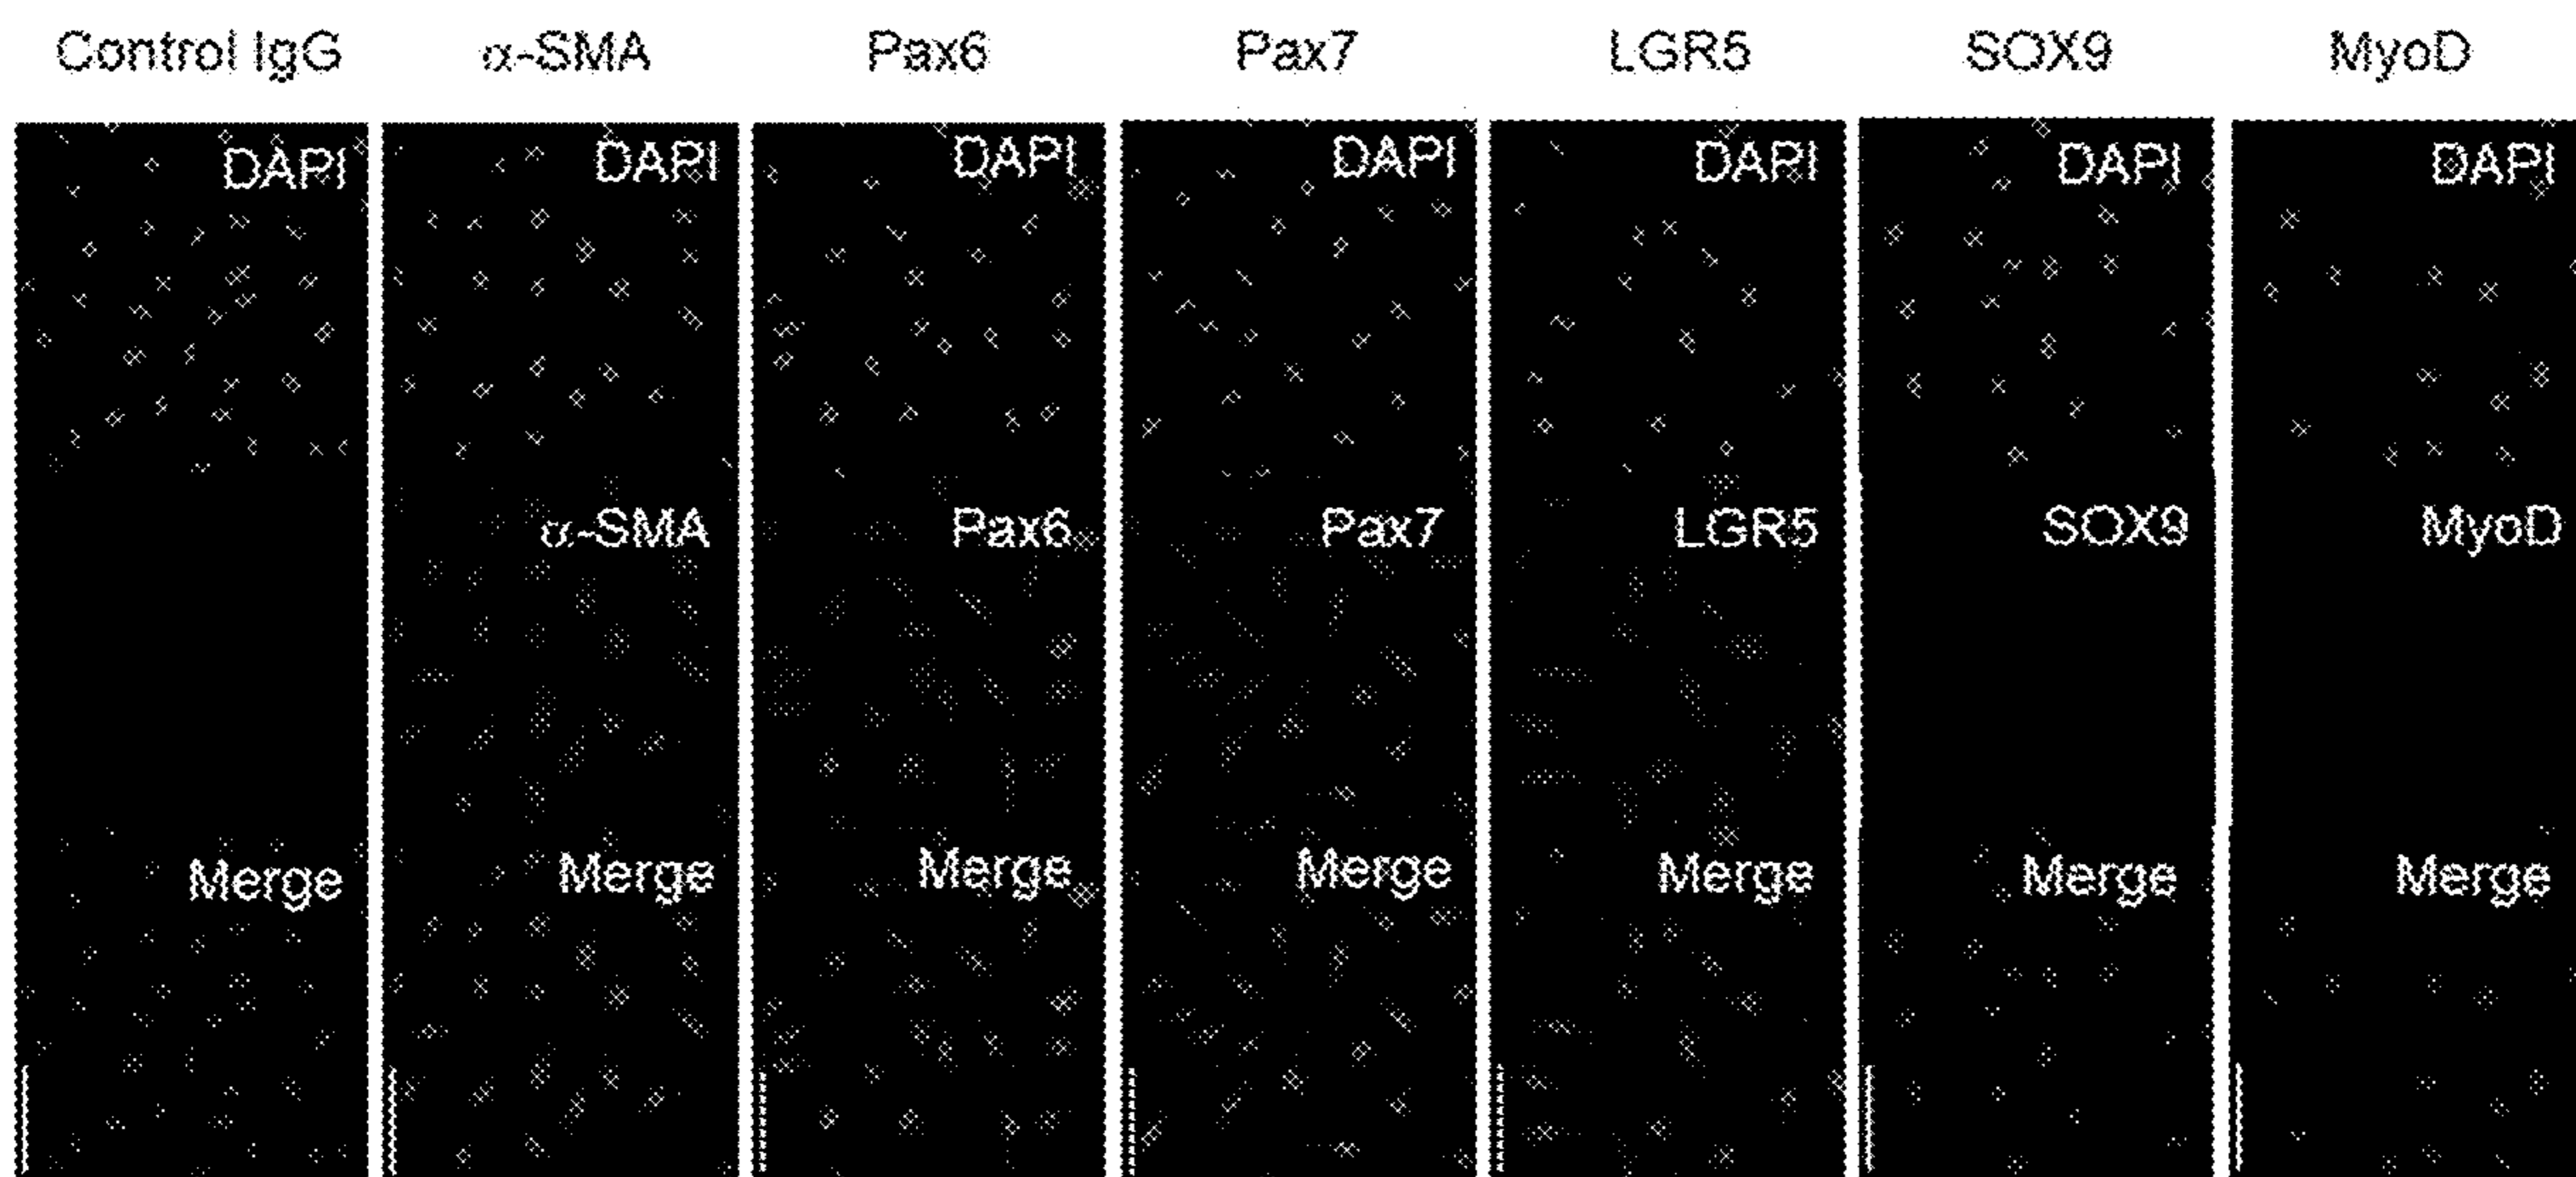 Control IgG α-SMA Pax6 Pax7 LGR5 SOX9 MyoD
DAPI DAPI DAPI DAPI DAPI DAPI DAPI
α-SMA Pax6 Pax7 LGR5 SOX9 MyoD
Merge Merge Merge Merge Merge Merge Merge